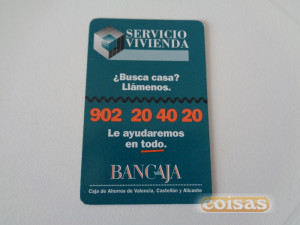 SERVICIO
VIVIENDA
¿Busca casa?
Llámenos.
902 20 40 20
Le ayudaremos
en todo.
BANCAJA
Caja de Ahorros de Valencia, Castellón y Alicante
coisas